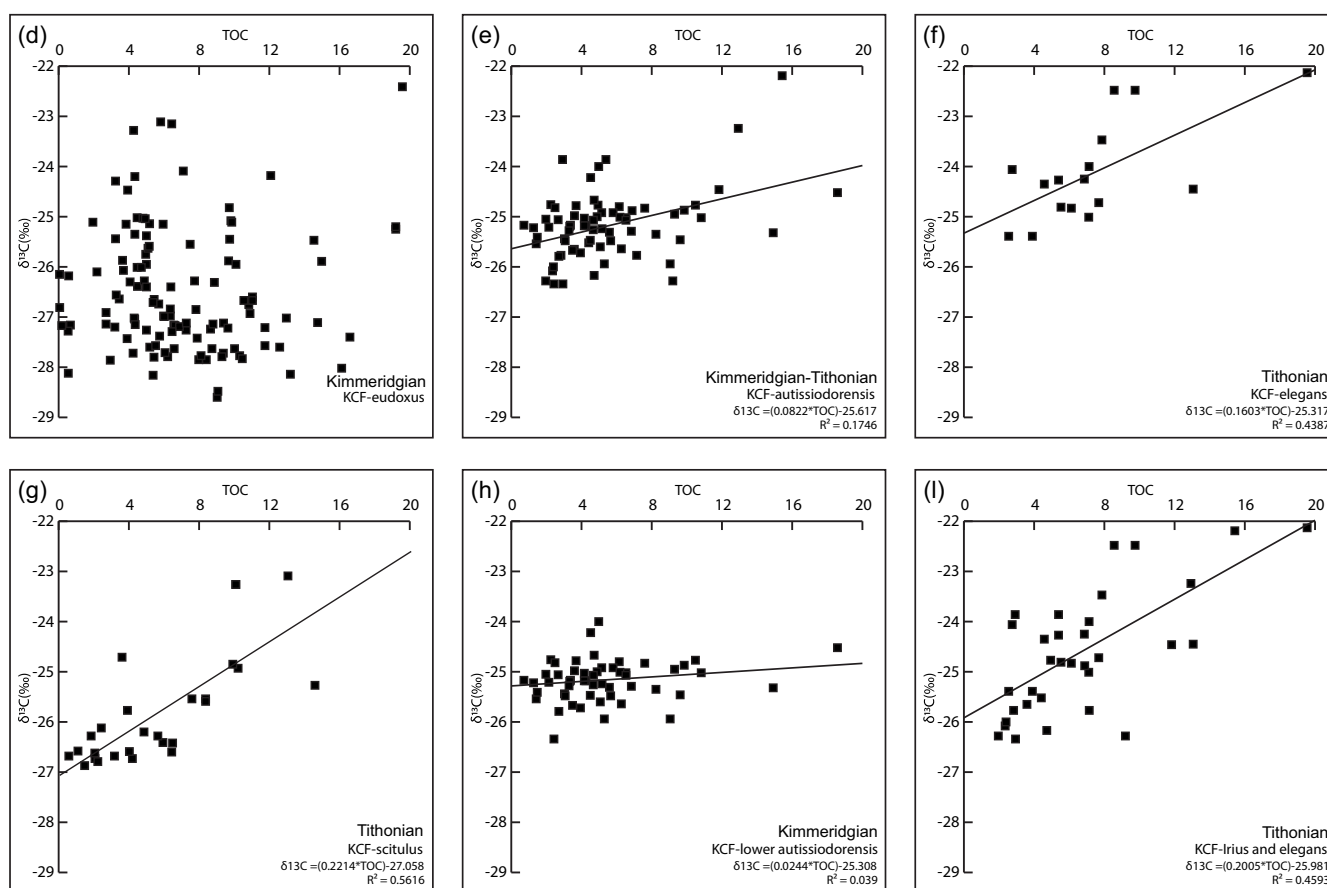 (d)
TOC
0 4 8 12 16 20
-22
-23
-24
-25
-26
-27
-28
-29
δ¹³C(‰)
Kimmeridgian
KCF-eudoxus
(e)
TOC
0 4 8 12 16 20
-22
-23
-24
-25
-26
-27
-28
-29
δ¹³C(‰)
Kimmeridgian-Tithonian
KCF-autissiodorensis
δ13C =(0.0822*TOC)-25.617
R² = 0.1746
(f)
TOC
0 4 8 12 16 20
-22
-23
-24
-25
-26
-27
-28
-29
δ¹³C(‰)
Tithonian
KCF-elegans
δ13C =(0.1603*TOC)-25.317
R² = 0.4387
(g)
TOC
0 4 8 12 16 20
-22
-23
-24
-25
-26
-27
-28
-29
δ¹³C(‰)
Tithonian
KCF-scitulus
δ13C =(0.2214*TOC)-27.058
R² = 0.5616
(h)
TOC
0 4 8 12 16 20
-22
-23
-24
-25
-26
-27
-28
-29
δ¹³C(‰)
Kimmeridgian
KCF-lower autissiodorensis
δ13C =(0.0244*TOC)-25.308
R² = 0.039
(l)
TOC
0 4 8 12 16 20
-22
-23
-24
-25
-26
-27
-28
-29
δ¹³C(‰)
Tithonian
KCF-Irius and elegans
δ13C =(0.2005*TOC)-25.981
R² = 0.4593